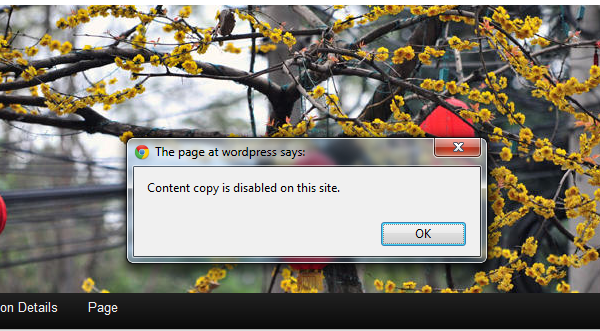 The page at wordpress says:
Content copy is disabled on this site.
OK
on Details
Page